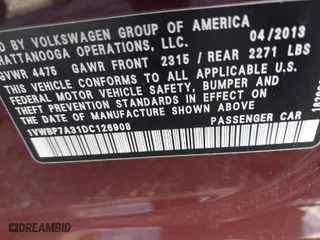 D BY VOLKSWAGEN GROUP OF AMERICA
HATTANOOGA OPERATIONS, LLC. 04/2013
GVWR 4475 GAWR FRONT 2315 / REAR 2271 LBS
THIS VEHICLE CONFORMS TO ALL APPLICABLE
FEDERAL MOTOR VEHICLE SAFETY, BUMPER AND
THEFT PREVENTION STANDARDS IN EFFECT ON THE
DATE OF MANUFACTURE SHOWN ABOVE.
1VWBP7A31DC128908 PASSENGER CAR
DREAMBID